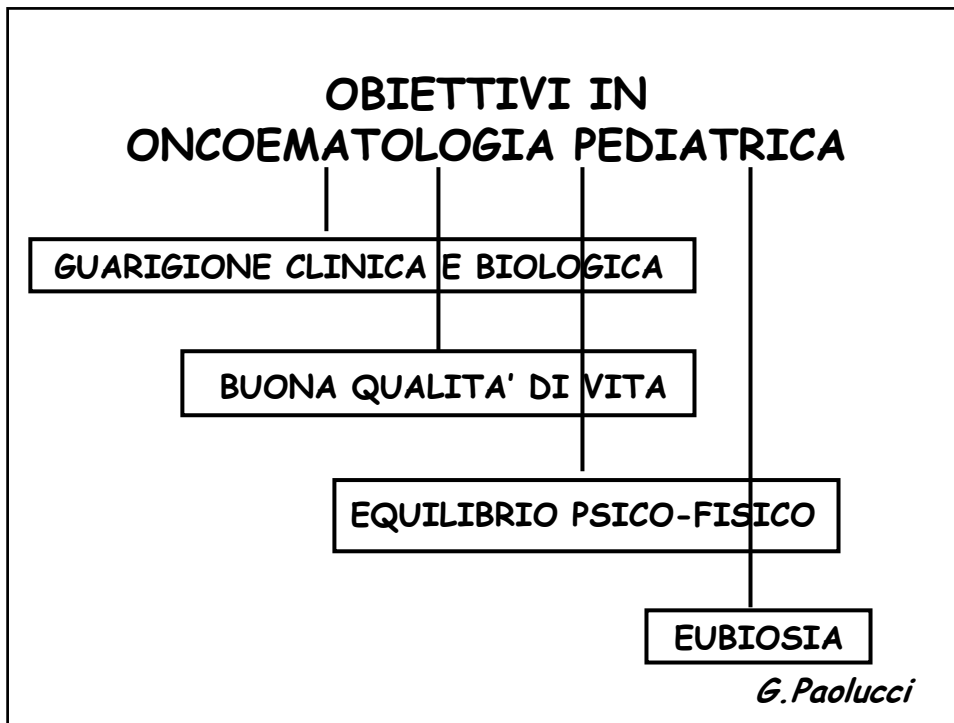 OBIETTIVI IN
ONCOEMATOLOGIA PEDIATRICA
GUARIGIONE CLINICA E BIOLOGICA
BUONA QUALITA' DI VITA
EQUILIBRIO PSICO-FISICO
EUBIOSIA
G.Paolucci